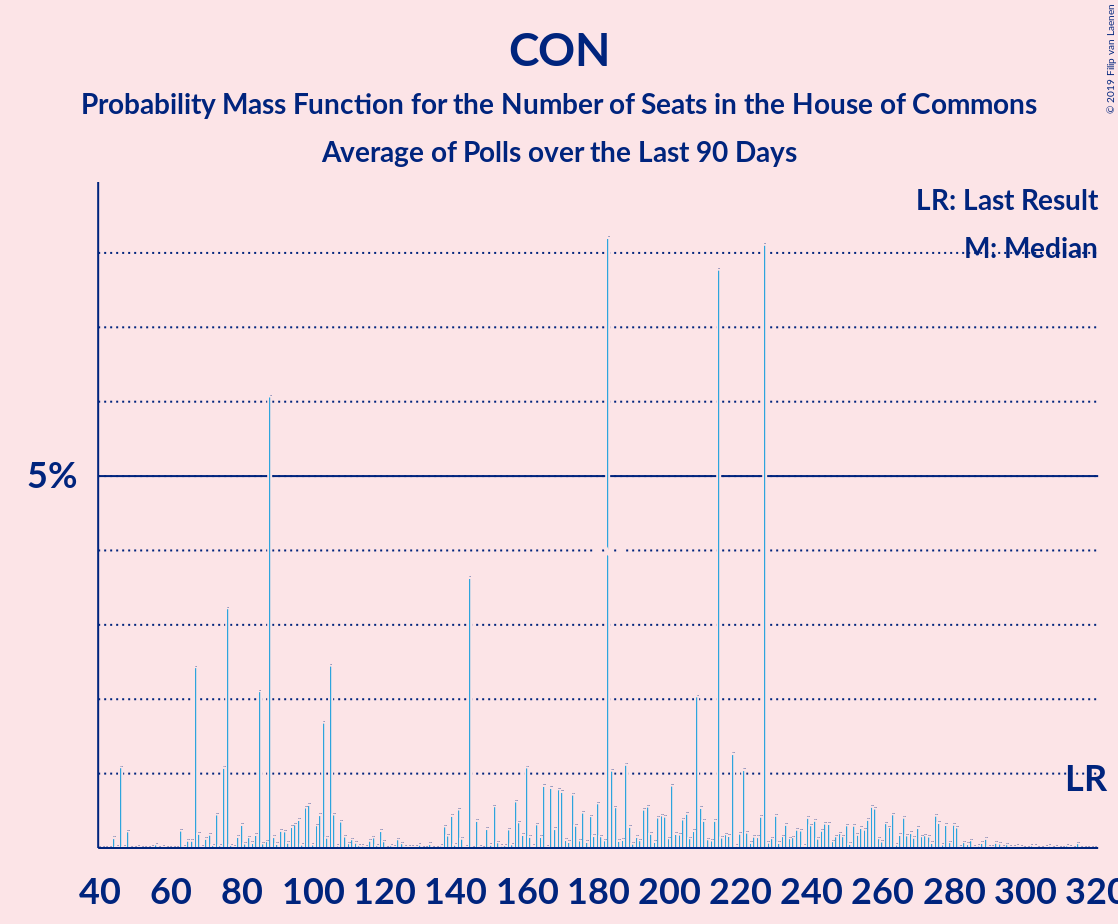 CON
Probability Mass Function for the Number of Seats in the House of Commons
Average of Polls over the Last 90 Days
© 2019 Filip van Laenen
LR: Last Result
M: Median
5%
LR
40 60 80 100 120 140 160 180 200 220 240 260 280 300 320